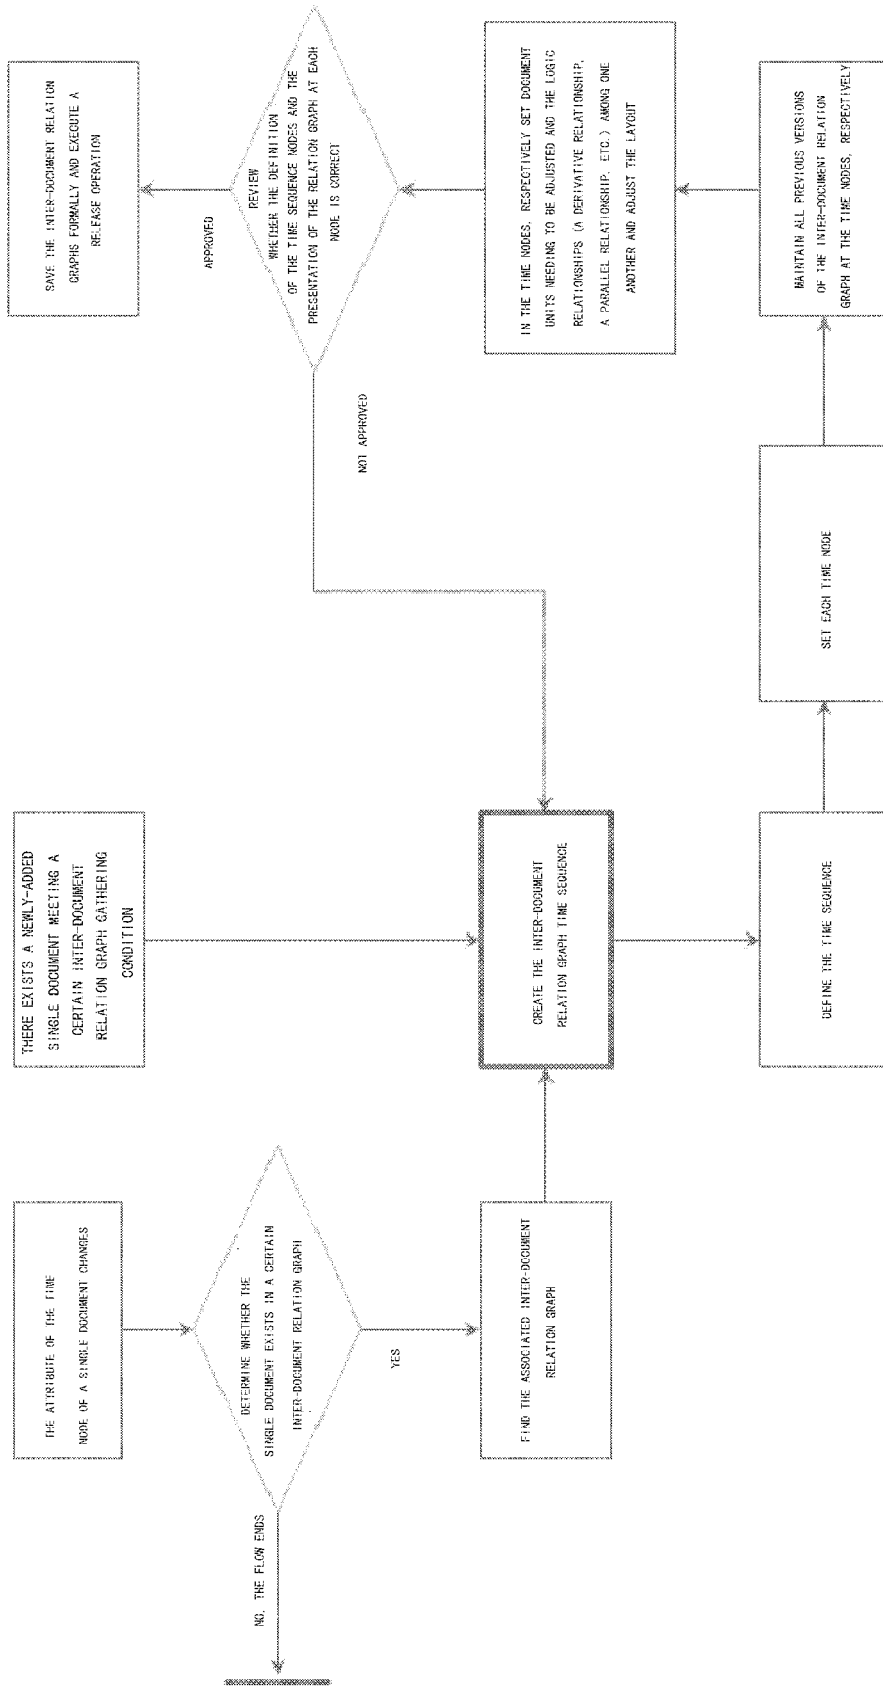 THE ATTRIBUTE OF THE TIME
NODE OF A SINGLE DOCUMENT CHANGES
DETERMINE WHETHER THE
SINGLE DOCUMENT EXISTS IN A CERTAIN
INTER-DOCUMENT RELATION GRAPH
NO, THE FLOW ENDS
YES
FIND THE ASSOCIATED INTER-DOCUMENT
RELATION GRAPH
THERE EXISTS A NEWLY-ADDED
SINGLE DOCUMENT MEETING A
CERTAIN INTER-DOCUMENT
RELATION GRAPH GATHERING
CONDITION
CREATE THE INTER-DOCUMENT
RELATION GRAPH TIME SEQUENCE
DEFINE THE TIME SEQUENCE
SET EACH TIME NODE
MAINTAIN ALL PREVIOUS VERSIONS
OF THE INTER-DOCUMENT RELATION
GRAPH AT THE TIME NODES, RESPECTIVELY
IN THE TIME NODES, RESPECTIVELY SET DOCUMENT
UNITS NEEDING TO BE ADJUSTED AND THE LOGIC
RELATIONSHIPS (A DERIVATIVE RELATIONSHIP,
A PARALLEL RELATIONSHIP, ETC.) AMONG ONE
ANOTHER AND ADJUST THE LAYOUT
REVIEW
WHETHER THE DEFINITION
OF THE TIME SEQUENCE NODES AND THE
PRESENTATION OF THE RELATION GRAPH AT EACH
NODE IS CORRECT
NOT APPROVED
APPROVED
SAVE THE INTER-DOCUMENT RELATION
GRAPHS FORMALLY AND EXECUTE A
RELEASE OPERATION